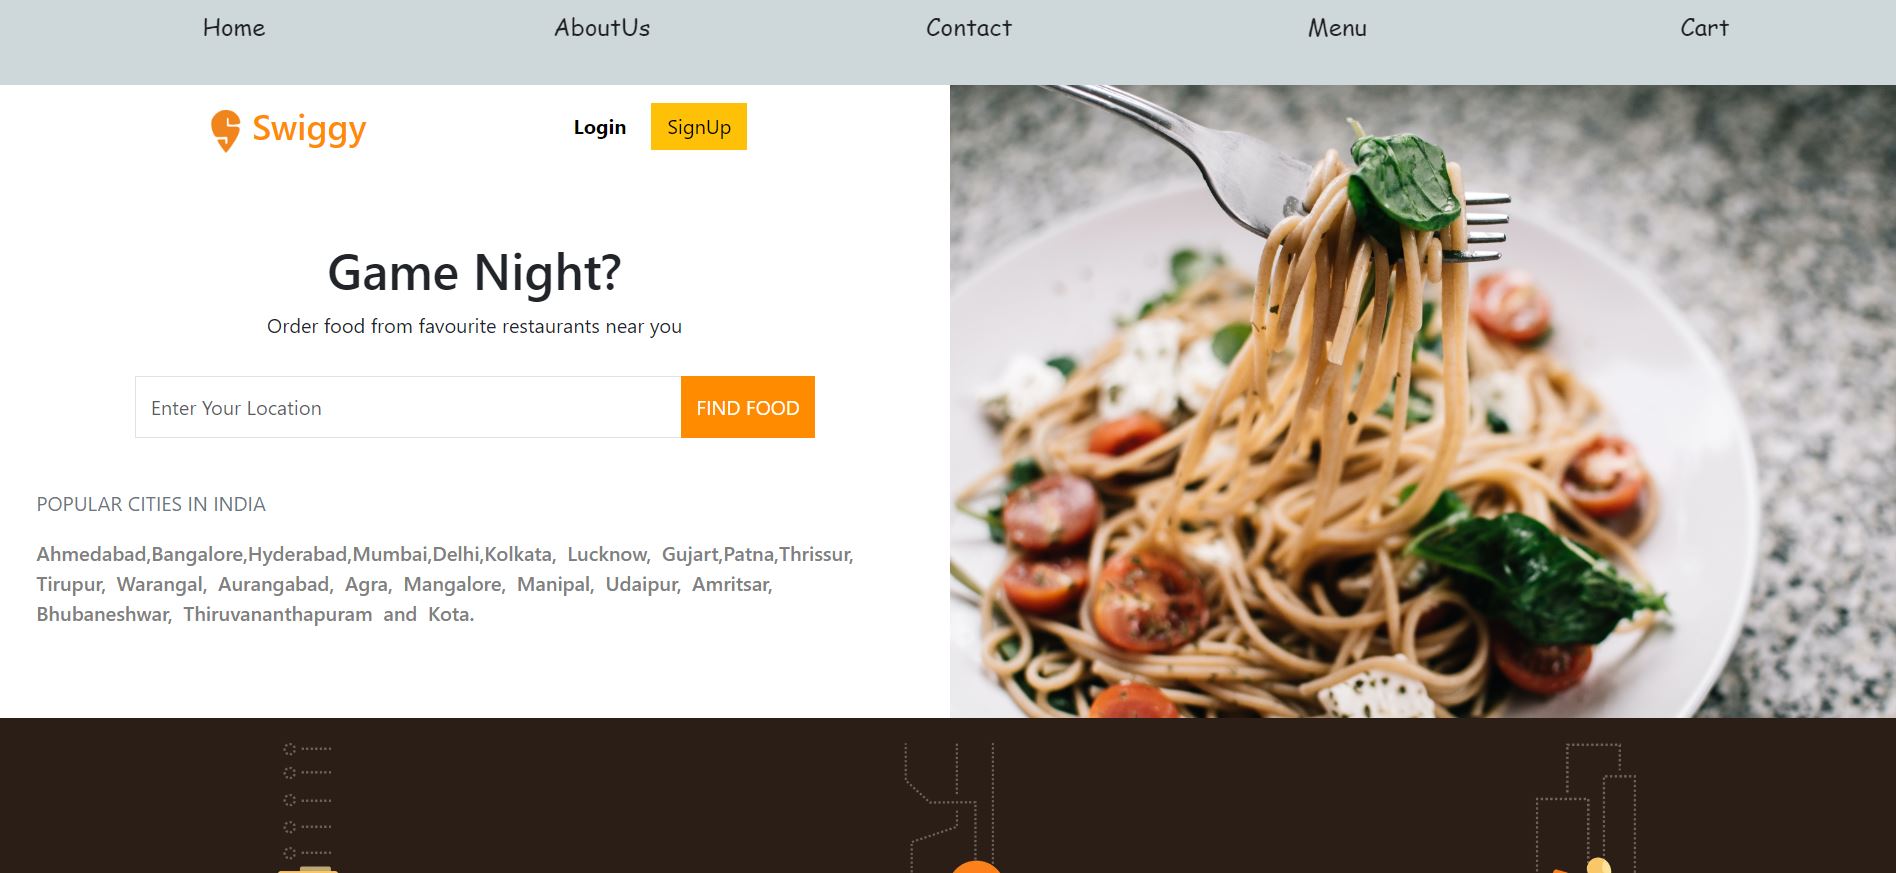 Home AboutUs Contact Menu Cart
Swiggy
Login SignUp
Game Night?
Order food from favourite restaurants near you
Enter Your Location FIND FOOD
POPULAR CITIES IN INDIA
Ahmedabad,Bangalore,Hyderabad,Mumbai,Delhi,Kolkata, Lucknow, Gujart,Patna,Thrissur,
Tirupur, Warangal, Aurangabad, Agra, Mangalore, Manipal, Udaipur, Amritsar,
Bhubaneshwar, Thiruvananthapuram and Kota.